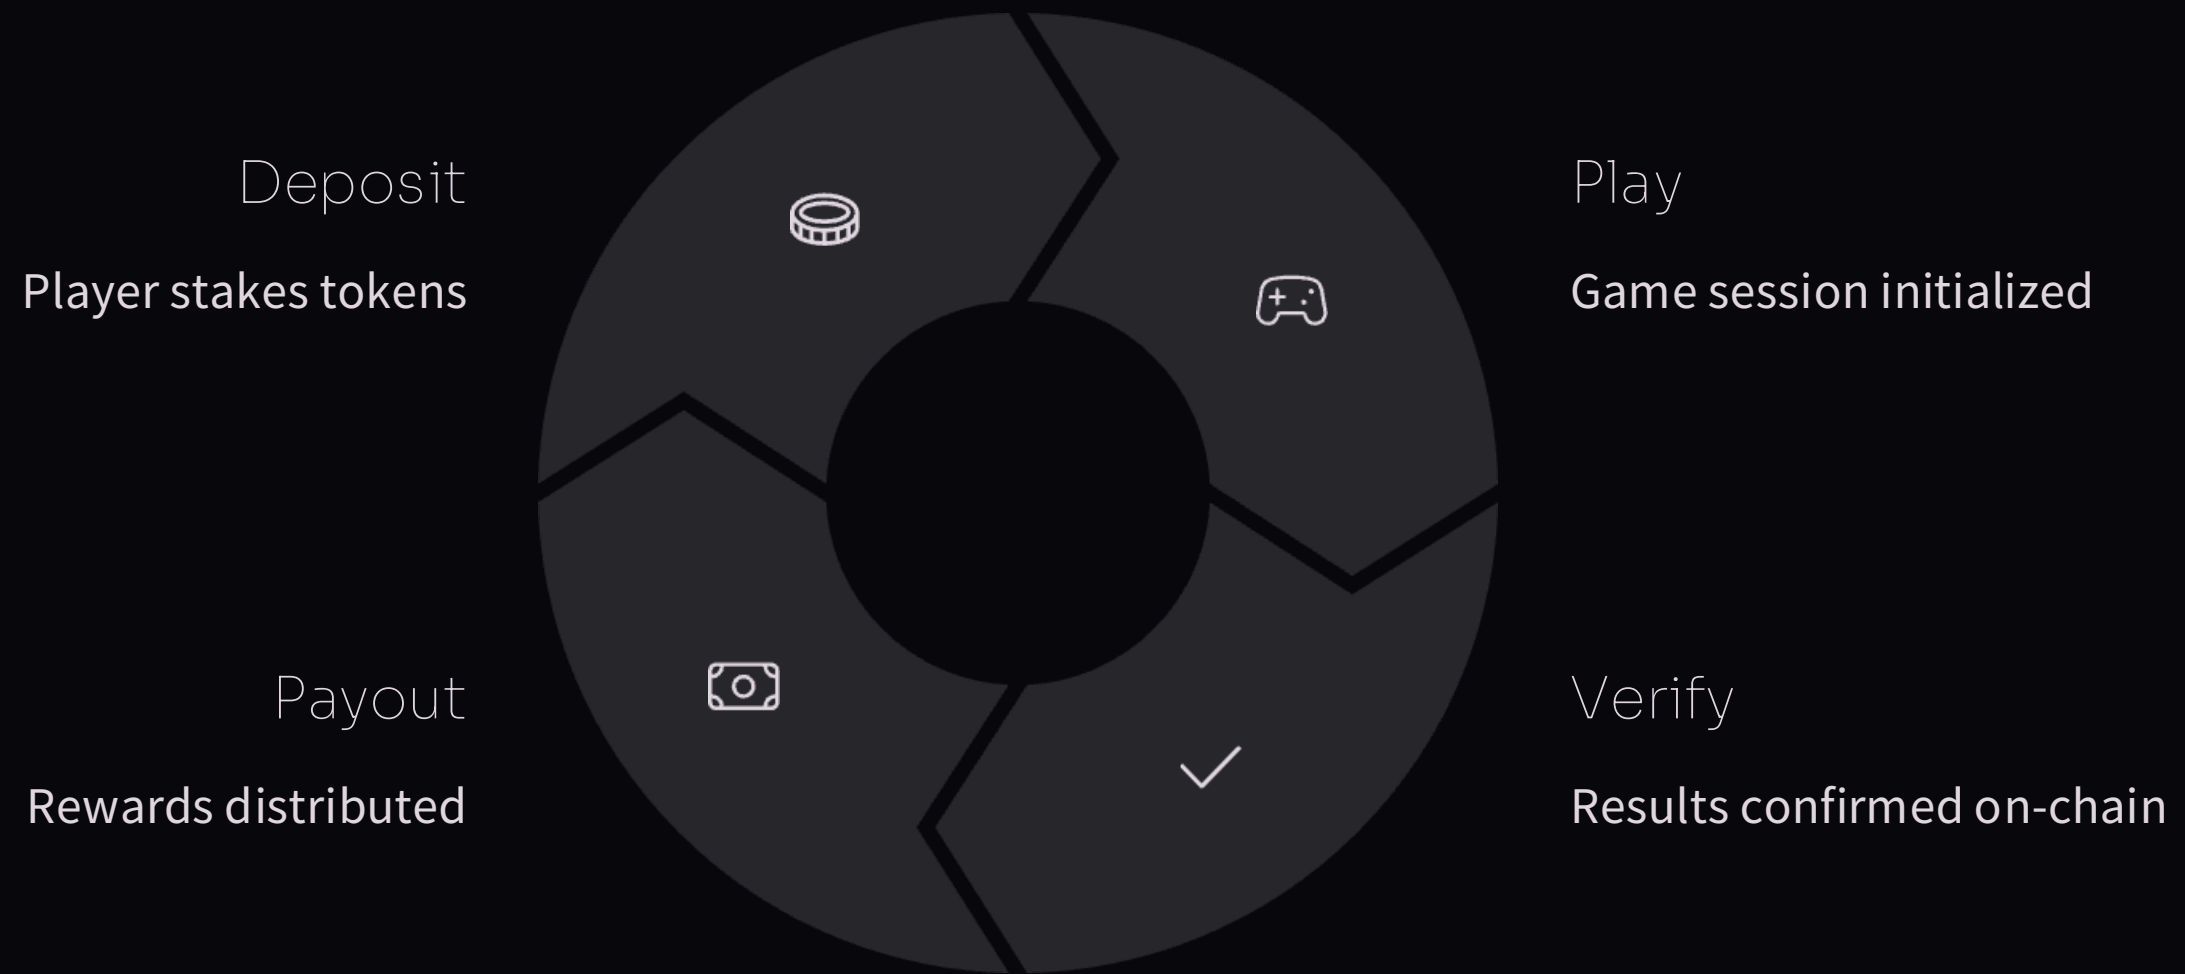 Deposit
Player stakes tokens
Play
Game session initialized
Payout
Rewards distributed
Verify
Results confirmed on-chain